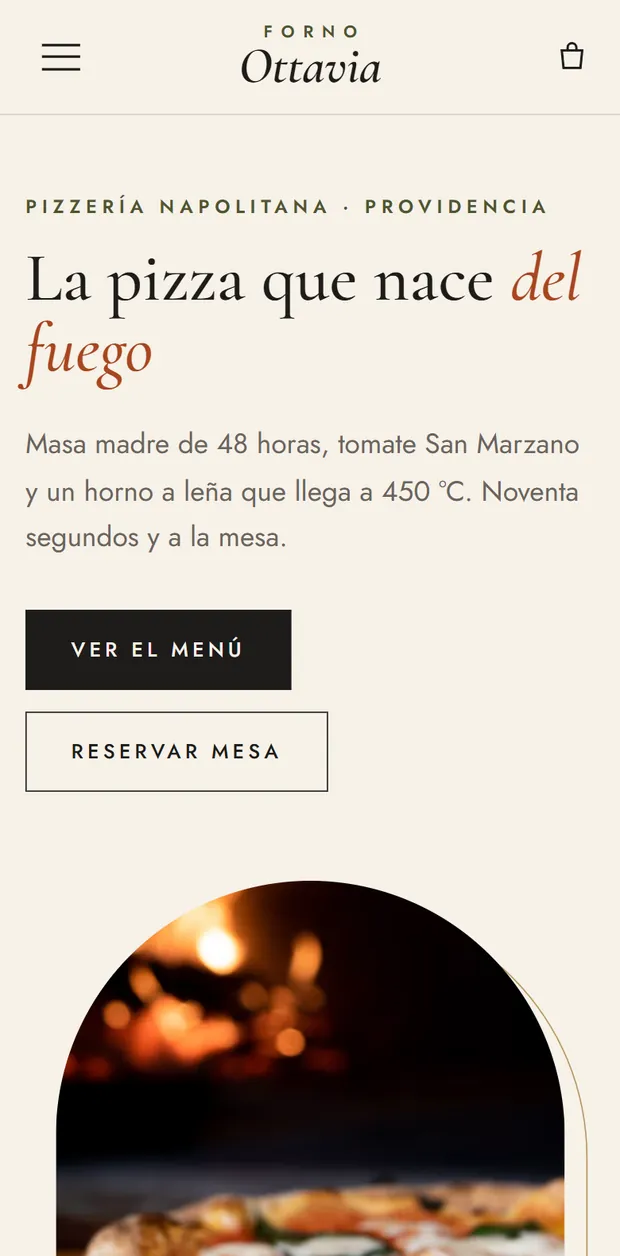 FORNO
Ottavia
PIZZERÍA NAPOLITANA · PROVIDENCIA
La pizza que nace del
fuego
Masa madre de 48 horas, tomate San Marzano
y un horno a leña que llega a 450 °C. Noventa
segundos y a la mesa.
VER EL MENÚ
RESERVAR MESA